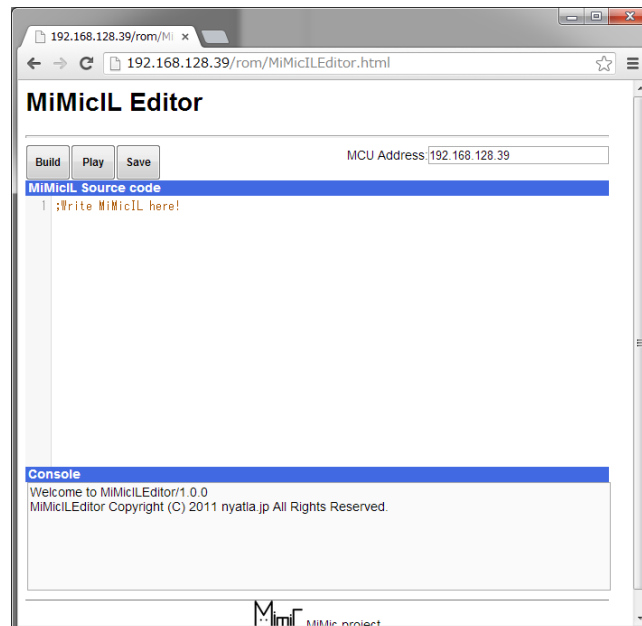 192.168.128.39/rom/Mi
192.168.128.39/rom/MiMicILEditor.html
MiMicIL Editor
Build Play Save
MCU Address: 192.168.128.39
MiMicIL Source code
1 ;Write MiMicIL here!
Console
Welcome to MiMicILEditor/1.0.0
MiMicILEditor Copyright (C) 2011 nyatla.jp All Rights Reserved.
MiMiC MiMic project